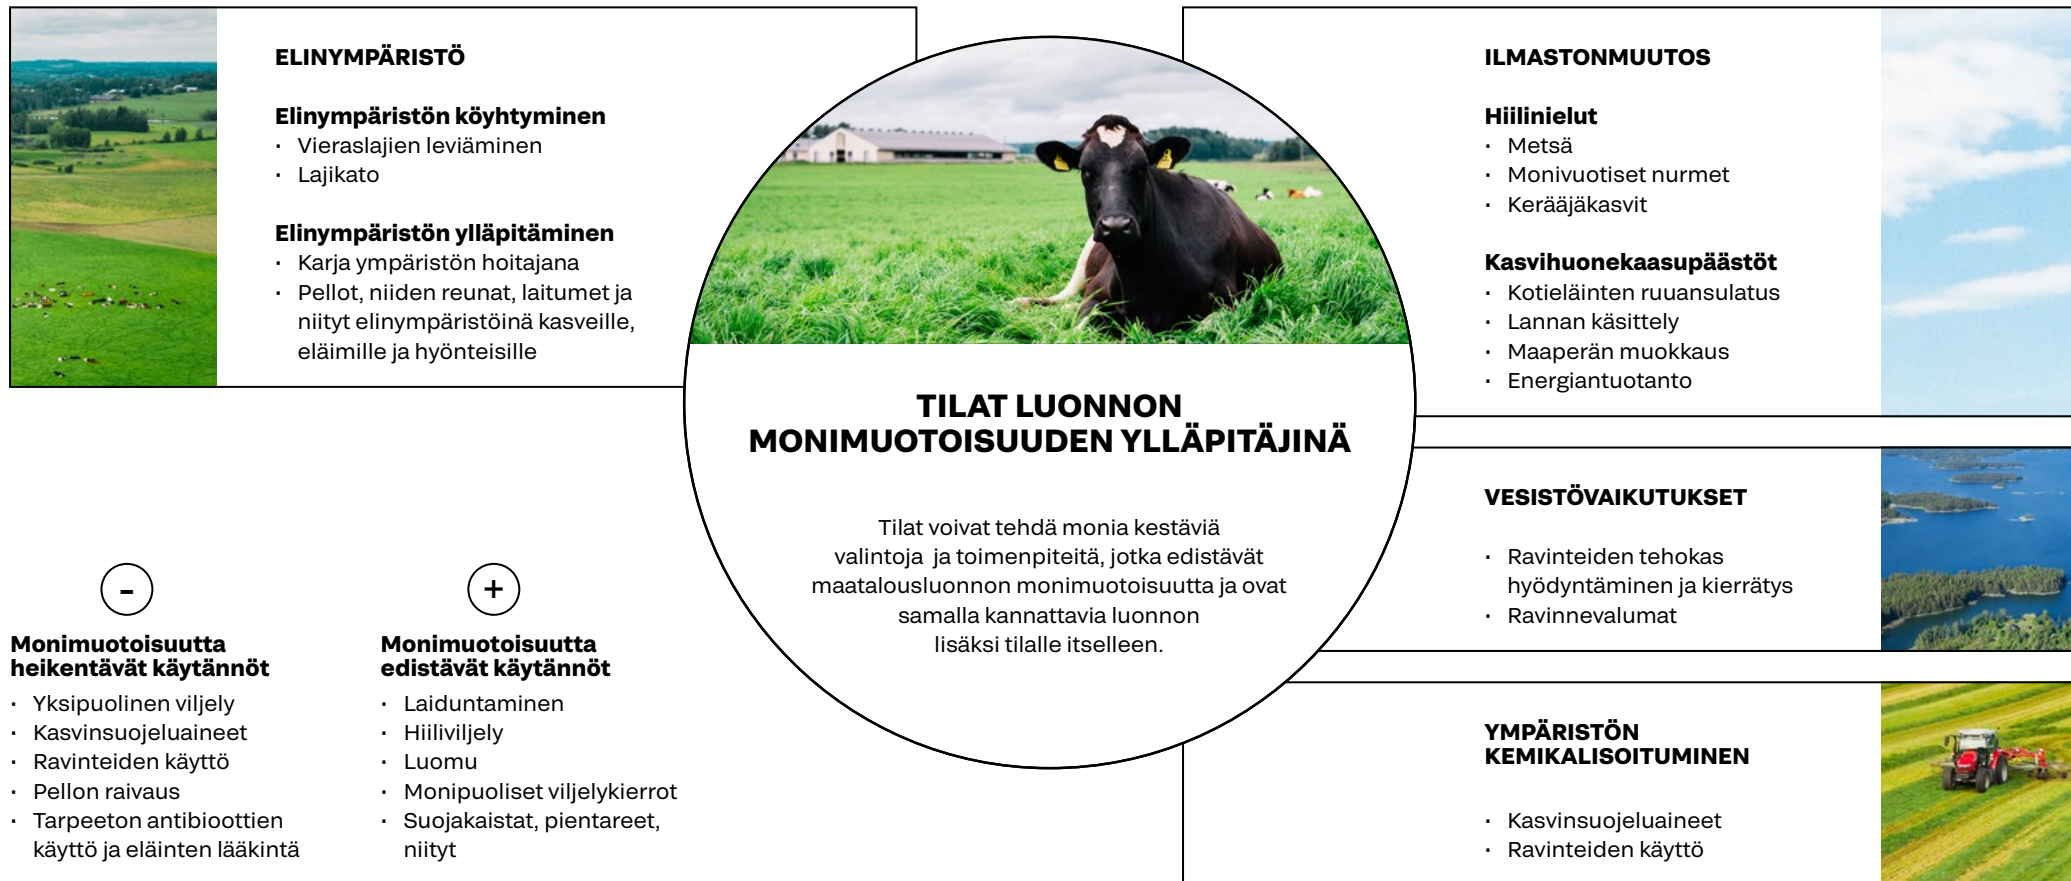 ELINYMPÄRISTÖ
Elinympäristön köyhtyminen
· Vieraslajien leviäminen
· Lajikato
Elinympäristön ylläpitäminen
· Karja ympäristön hoitajana
· Pellot, niiden reunat, laitumet ja
niityt elinympäristöinä kasveille,
eläimille ja hyönteisille
TILAT LUONNON
MONIMUOTOISUUDEN YLLÄPITÄJINÄ
Tilat voivat tehdä monia kestäviä
valintoja ja toimenpiteitä, jotka edistävät
maatalousluonnon monimuotoisuutta ja ovat
samalla kannattavia luonnon
lisäksi tilalle itselleen.
ILMASTONMUUTOS
Hiilinielut
· Metsä
· Monivuotiset nurmet
· Kerääjäkasvit
Kasvihuonekaasupäästöt
· Kotieläinten ruuansulatus
· Lannan käsittely
· Maaperän muokkaus
· Energiantuotanto
VESISTÖVAIKUTUKSET
· Ravinteiden tehokas
hyödyntäminen ja kierrätys
· Ravinnevalumat
YMPÄRISTÖN
KEMIKALISOITUMINEN
· Kasvinsuojeluaineet
· Ravinteiden käyttö
-
Monimuotoisuutta
heikentävät käytännöt
· Yksipuolinen viljely
· Kasvinsuojeluaineet
· Ravinteiden käyttö
· Pellon raivaus
· Tarpeeton antibioottien
käyttö ja eläinten lääkintä
+
Monimuotoisuutta
edistävät käytännöt
· Laiduntaminen
· Hiiliviljely
· Luomu
· Monipuoliset viljelykierrot
· Suojakaistat, pientareet,
niityt